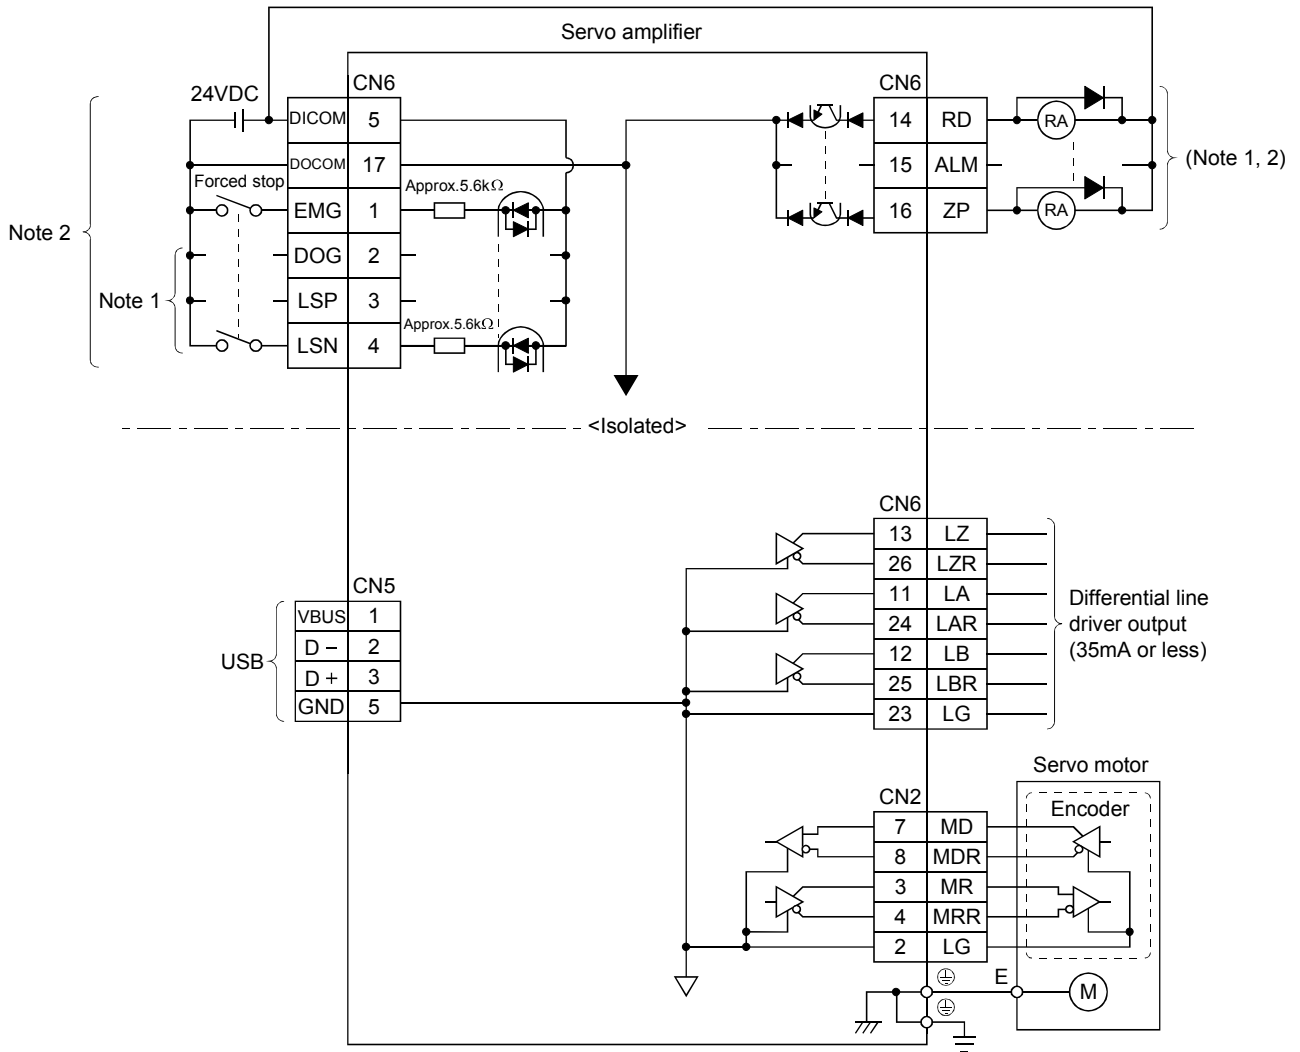 Servo amplifier
CN6
24VDC
DICOM 5
DOCOM 17
Forced stop
EMG 1
Approx.5.6kΩ
DOG 2
LSP 3
LSN 4
Approx.5.6kΩ
Note 2
Note 1
CN6
14 RD
RA
15 ALM
16 ZP
RA
(Note 1, 2)
<Isolated>
CN6
13 LZ
26 LZR
11 LA
24 LAR
12 LB
25 LBR
23 LG
Differential line
driver output
(35mA or less)
CN5
VBUS 1
D − 2
D + 3
GND 5
USB
Servo motor
Encoder
CN2
7 MD
8 MDR
3 MR
4 MRR
2 LG
E
M